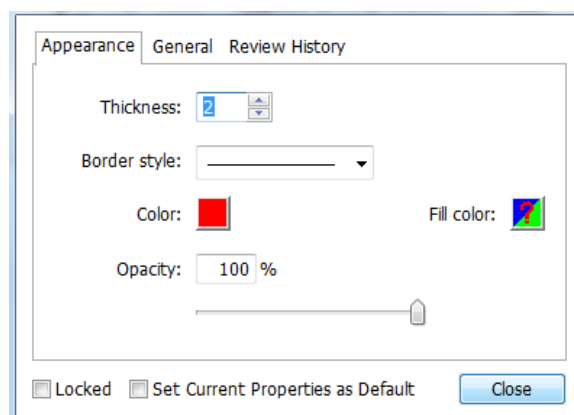 Appearance General Review History
Thickness: 2
Border style:
Color: Fill color: ?
Opacity: 100 %
Locked Set Current Properties as Default Close